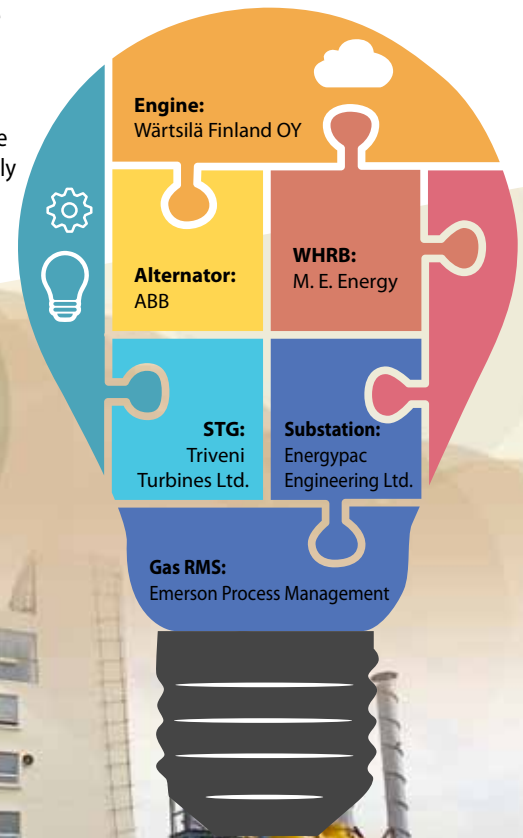 e
ly
Engine:
Wärtsilä Finland OY
Alternator:
ABB
WHRB:
M. E. Energy
STG:
Triveni
Turbines Ltd.
Substation:
Energypac
Engineering Ltd.
Gas RMS:
Emerson Process Management